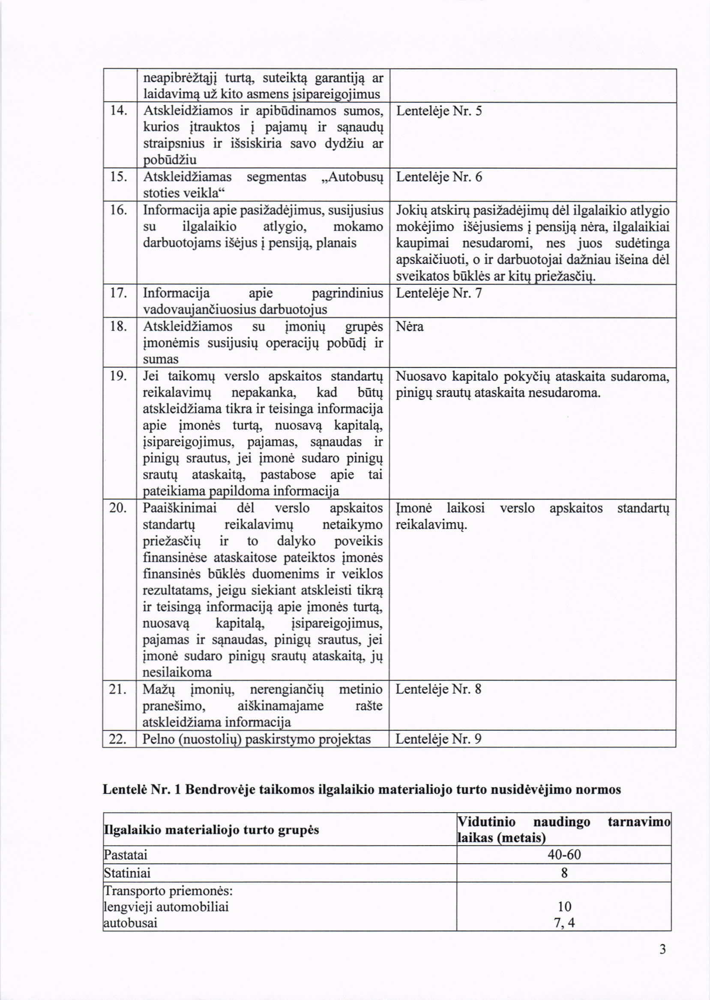 neapibrėžtąjį turtą, suteiktą garantiją ar
laidavimą už kito asmens įsipareigojimus
14. Atskleidžiamos ir apibūdinamos sumos, Lentelėje Nr. 5
kurios įtrauktos į pajamų ir sąnaudų
straipsnius ir išsiskiria savo dydžiu ar
pobūdžiu
15. Atskleidžiamas segmentas „Autobusų Lentelėje Nr. 6
stoties veikla“
16. Informacija apie pasižadėjimus, susijusius
su ilgalaikio atlygio, mokamo
darbuotojams išėjus į pensiją, planais
Jokių atskirų pasižadėjimų dėl ilgalaikio atlygio
mokėjimo išėjusiems į pensiją nėra, ilgalaikiai
kaupimai nesudaromi, nes juos sudėtinga
apskaičiuoti, o ir darbuotojai dažniau išeina dėl
sveikatos būklės ar kitų priežasčių.
17. Informacija apie pagrindinius Lentelėje Nr. 7
vadovaujančiuosius darbuotojus
18. Atskleidžiamos su įmonių grupės Nėra
įmonėmis susijusių operacijų pobūdį ir
sumas
19. Jei taikomų verslo apskaitos standartų
reikalavimų nepakanka, kad būtų
atskleidžiama tikra ir teisinga informacija
apie įmonės turtą, nuosavą kapitalą,
įsipareigojimus, pajamas, sąnaudas ir
pinigų srautus, jei įmonė sudaro pinigų
srautų ataskaitą, pastabose apie tai
pateikiama papildoma informacija
Nuosavo kapitalo pokyčių ataskaita sudaroma,
pinigų srautų ataskaita nesudaroma.
20. Paaiškinimai dėl verslo apskaitos
standartų reikalavimų netaikymo
priežasčių ir to dalyko poveikis
finansinėse ataskaitose pateiktos įmonės
finansinės būklės duomenims ir veiklos
rezultatams, jeigu siekiant atskleisti tikrą
ir teisingą informaciją apie įmonės turtą,
nuosavą kapitalą, įsipareigojimus,
pajamas ir sąnaudas, pinigų srautus, jei
įmonė sudaro pinigų srautų ataskaitą, jų
nesilaikoma
Įmonė laikosi verslo apskaitos standartų
reikalavimų.
21. Mažų įmonių, nerengiančių metinio Lentelėje Nr. 8
pranešimo, aiškinamajame rašte
atskleidžiama informacija
22. Pelno (nuostolių) paskirstymo projektas Lentelėje Nr. 9
Lentelė Nr. 1 Bendrovėje taikomos ilgalaikio materialiojo turto nusidėvėjimo normos
Ilgalaikio materialiojo turto grupės
Vidutinio naudingo tarnavimo
laikas (metais)
Pastatai 40-60
Statiniai 8
Transporto priemonės:
lengvieji automobiliai 10
autobusai 7, 4
3